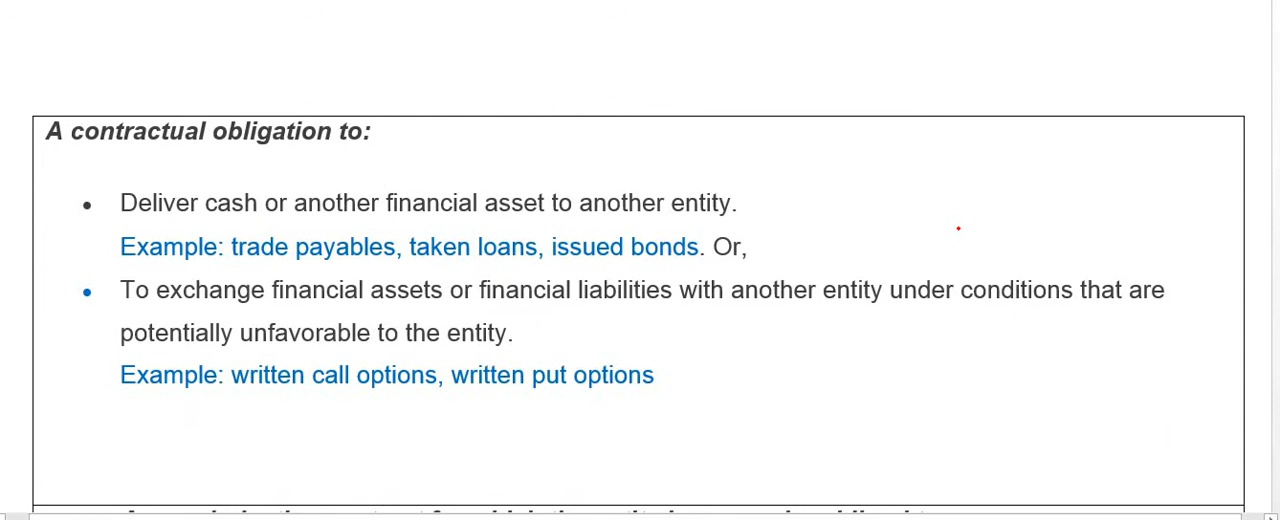 A contractual obligation to:
• Deliver cash or another financial asset to another entity.
Example: trade payables, taken loans, issued bonds. Or,
• To exchange financial assets or financial liabilities with another entity under conditions that are
potentially unfavorable to the entity.
Example: written call options, written put options